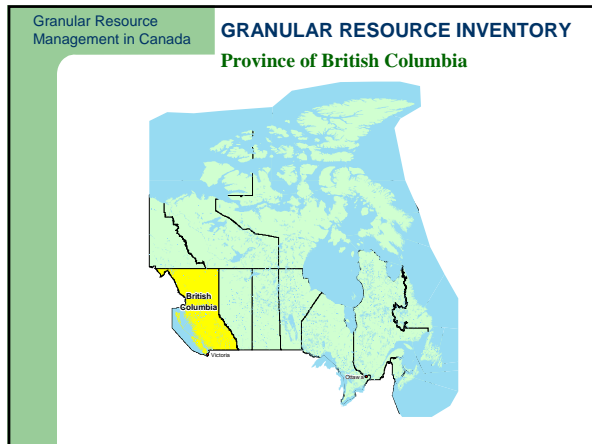 Granular Resource
Management in Canada
GRANULAR RESOURCE INVENTORY
Province of British Columbia
British
Columbia
Victoria
Ottawa